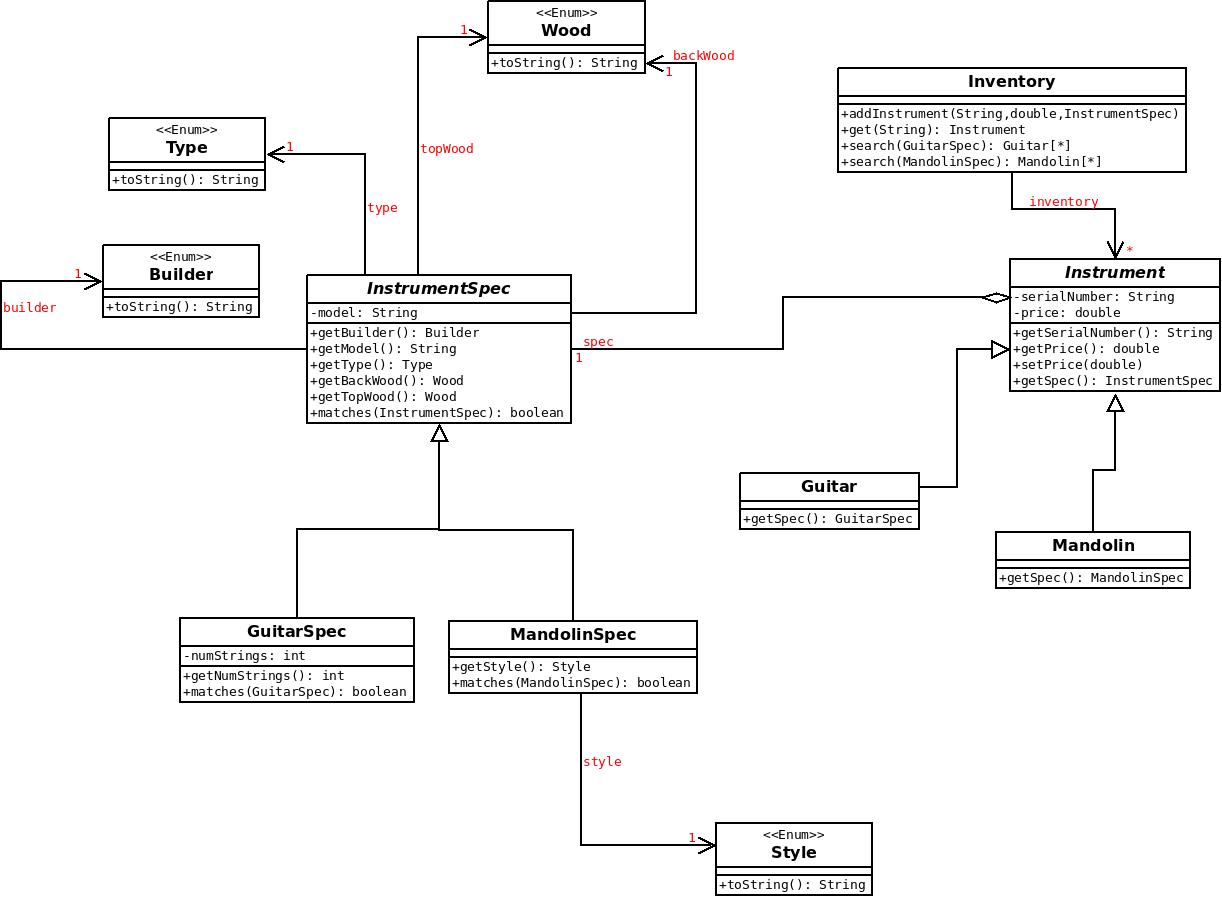 <<Enum>>
Wood
+toString(): String
1
backWood
1
topWood
Inventory
+addInstrument(String,double,InstrumentSpec)
+get(String): Instrument
+search(GuitarSpec): Guitar[*]
+search(MandolinSpec): Mandolin[*]
<<Enum>>
Type
+toString(): String
1
type
inventory
*
<<Enum>>
Builder
+toString(): String
1
builder
InstrumentSpec
-model: String
+getBuilder(): Builder
+getModel(): String
+getType(): Type
+getBackWood(): Wood
+getTopWood(): Wood
+matches(InstrumentSpec): boolean
spec
1
Instrument
-serialNumber: String
-price: double
+getSerialNumber(): String
+getPrice(): double
+setPrice(double)
+getSpec(): InstrumentSpec
Guitar
+getSpec(): GuitarSpec
Mandolin
+getSpec(): MandolinSpec
GuitarSpec
-numStrings: int
+getNumStrings(): int
+matches(GuitarSpec): boolean
MandolinSpec
+getStyle(): Style
+matches(MandolinSpec): boolean
style
1
<<Enum>>
Style
+toString(): String